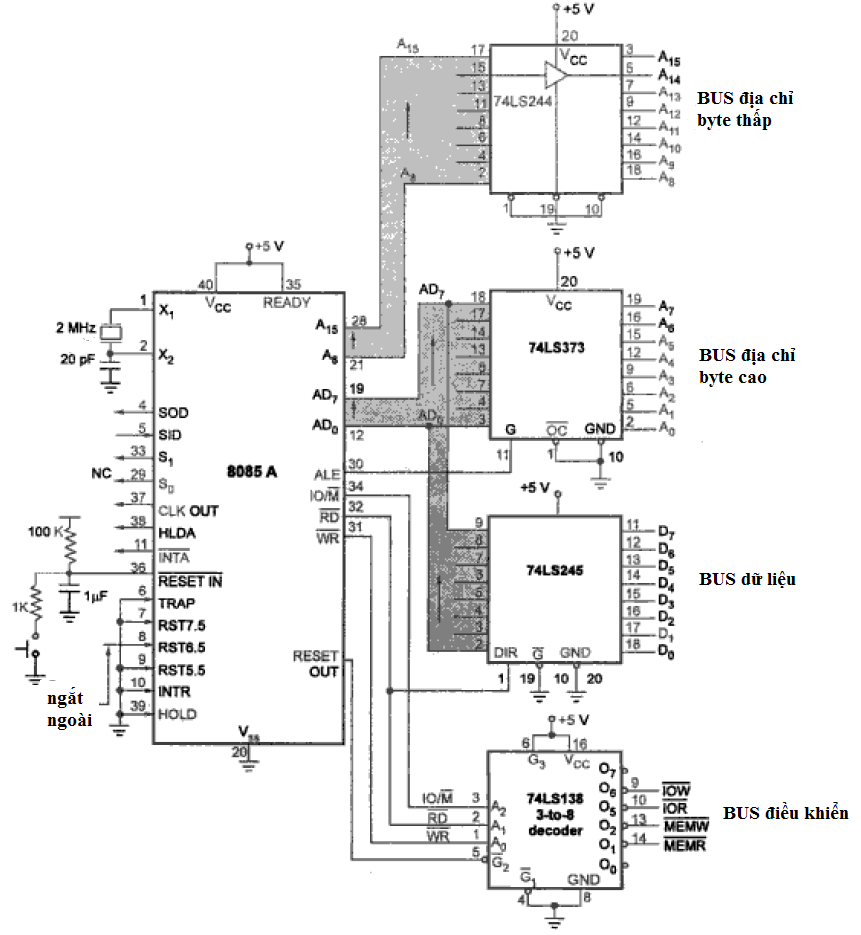 +5 V
20
V_CC
A15
17
15
13
11
8
6
4
2
A8
74LS244
3 A15
5 A14
7 A13
9 A12
12 A11
14 A10
16 A9
18 A8
1
19
10
BUS địa chỉ
byte thấp
+5 V
40
35
V_CC
READY
1
X1
2 MHz
2
X2
20 pF
A15
28
A8
21
AD7
19
AD0
12
4
SOD
5
SID
33
S1
NC
29
S0
37
CLK OUT
38
HLDA
11
INTA
36
RESET IN
100 K
1K
1µF
6
TRAP
7
RST7.5
8
RST6.5
9
RST5.5
10
INTR
39
HOLD
ngắt
ngoài
8085 A
ALE
30
IO/M
34
RD
32
WR
31
RESET
OUT
VSS
20
+5 V
20
V_CC
AD7
AD0
18
17
14
13
8
7
4
3
74LS373
19 A7
16 A6
15 A5
12 A4
9 A3
6 A2
5 A1
2 A0
G
OC
GND
11
1
10
BUS địa chỉ
byte cao
+5 V
9
8
7
5
4
3
2
74LS245
11 D7
12 D6
13 D5
14 D4
15 D3
16 D2
17 D1
18 D0
DIR
G
GND
1
19
10
20
BUS dữ liệu
+5 V
6
16
G3
V_CC
74LS138
3-to-8
decoder
IO/M
3
A2
RD
2
A1
WR
1
A0
5
G2
G1
GND
4
8
O7
O6 9 IOW
O5 10 IOR
O2 13 MEMW
O1 14 MEMR
O0
BUS điều khiển